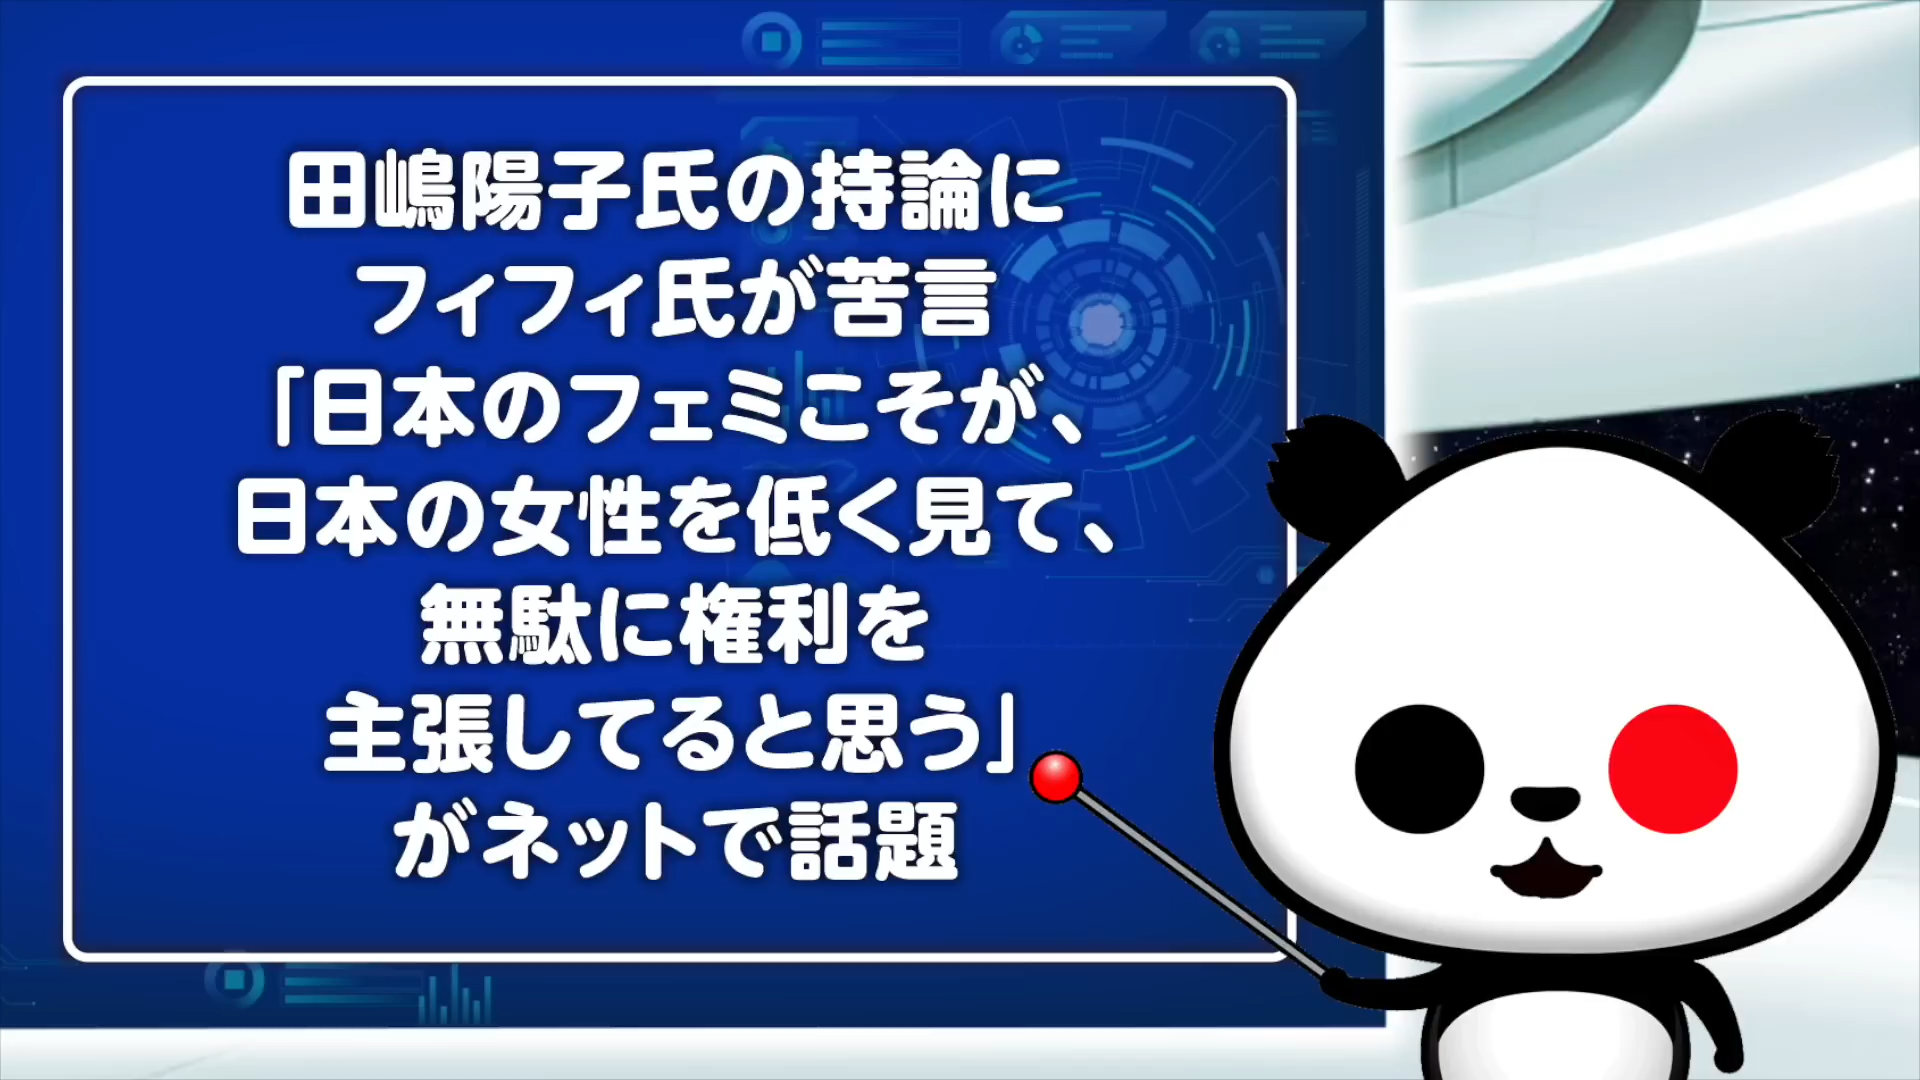 田嶋陽子氏の持論に
フィフィ氏が苦言
「日本のフェミこそが、
日本の女性を低く見て、
無駄に権利を
主張してると思う」
がネットで話題